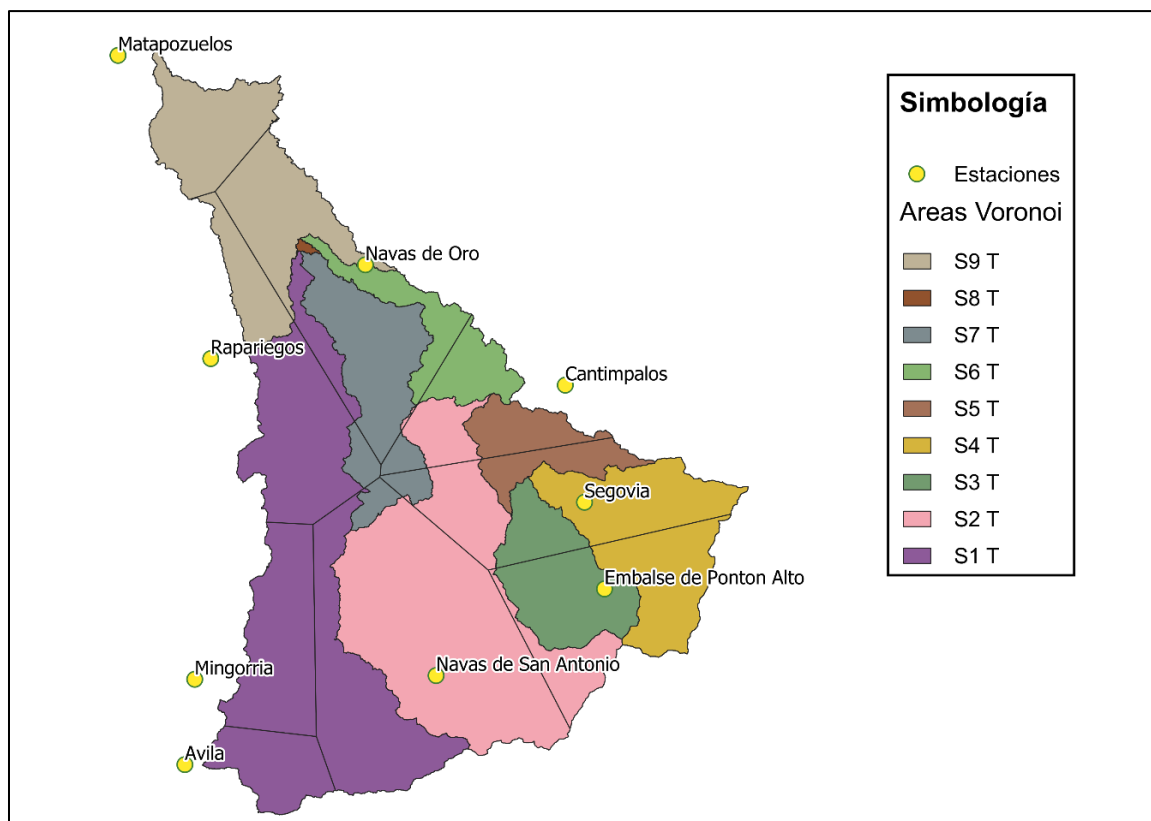 Matapozuelos
Navas de Oro
Rapariegos
Cantimpalos
Segovia
Embalse de Ponton Alto
Navas de San Antonio
Mingorria
Avila
Simbología
Estaciones
Areas Voronoi
S9 T
S8 T
S7 T
S6 T
S5 T
S4 T
S3 T
S2 T
S1 T